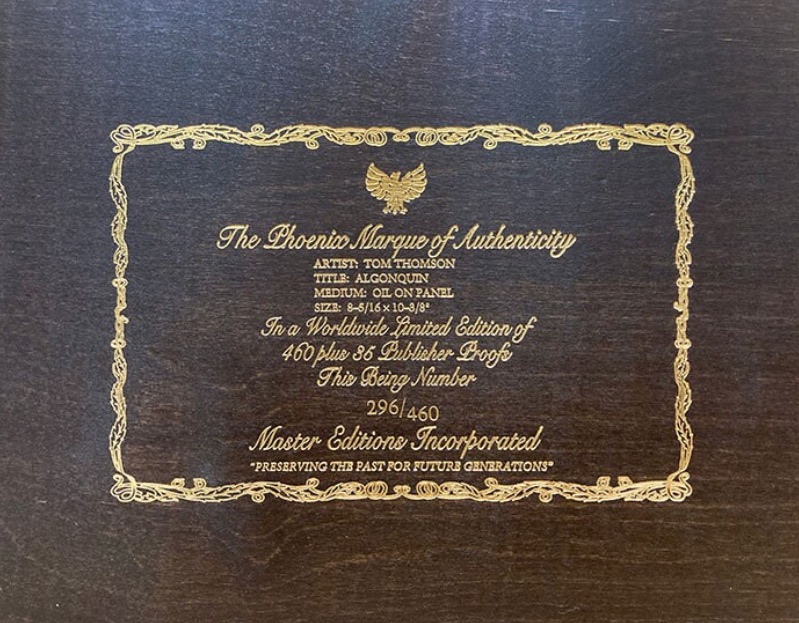 The Phoenix Marque of Authenticity
ARTIST: TOM THOMSON
TITLE: ALGONQUIN
MEDIUM: OIL ON PANEL
SIZE: 8-5/16 x 10-3/8"
In a Worldwide Limited Edition of
460 plus 35 Publisher Proofs
This Being Number
296/460
Master Editions Incorporated
"PRESERVING THE PAST FOR FUTURE GENERATIONS"